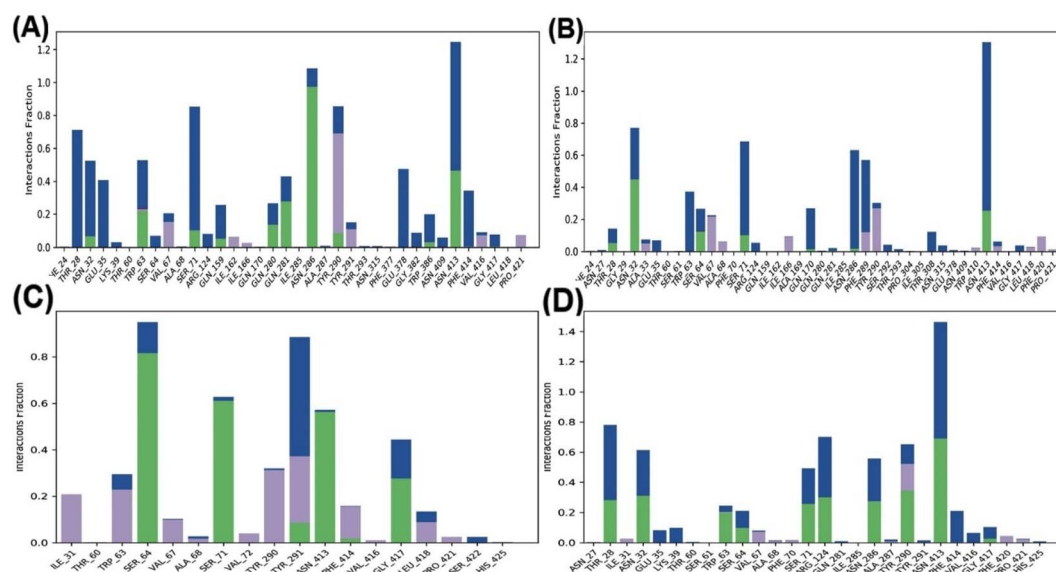 (A)
Interactions Fraction
1.2
1.0
0.8
0.6
0.4
0.2
0.0
THR_28
ASN_32
GLU_35
LYS_39
THR_60
TRP_63
SER_64
VAL_67
ALA_68
SER_71
ARG_124
GLN_159
ILE_162
ILE_166
GLN_170
GLN_280
GLN_281
ILE_285
ASN_286
ALA_287
TYR_290
TYR_291
THR_293
ASN_315
PHE_377
GLU_378
GLY_382
TRP_386
ASN_409
ASN_413
PHE_414
VAL_416
GLY_417
LEU_418
PRO_421
(B)
Interactions Fraction
1.2
1.0
0.8
0.6
0.4
0.2
0.0
ASN_27
THR_28
GLY_29
ASN_32
ALA_33
GLU_35
THR_60
SER_61
TRP_63
SER_64
VAL_67
ALA_68
PHE_70
SER_71
ARG_124
GLN_159
ILE_162
ILE_166
ALA_169
GLN_170
GLN_280
GLN_281
ILE_285
PHE_289
TYR_290
THR_293
PRO_304
THR_308
ASN_315
GLU_378
ASN_409
TRP_410
ASN_413
PHE_414
VAL_416
GLY_417
LEU_418
PHE_420
PRO_421
(C)
Interactions Fraction
0.8
0.6
0.4
0.2
0.0
ILE_31
THR_60
TRP_63
SER_64
VAL_67
ALA_68
SER_71
VAL_72
TYR_290
TYR_291
ASN_413
PHE_414
VAL_416
GLY_417
LEU_418
PRO_421
SER_422
HIS_425
(D)
Interactions Fraction
1.4
1.2
1.0
0.8
0.6
0.4
0.2
0.0
ASN_27
THR_28
ILE_31
ASN_32
GLU_35
LYS_39
THR_60
SER_61
TRP_63
SER_64
VAL_67
ALA_68
PHE_70
SER_71
ARG_124
GLN_281
ILE_285
ASN_286
ALA_287
TYR_290
TYR_291
ASN_413
PHE_414
VAL_416
GLY_417
PHE_420
PRO_421
HIS_425